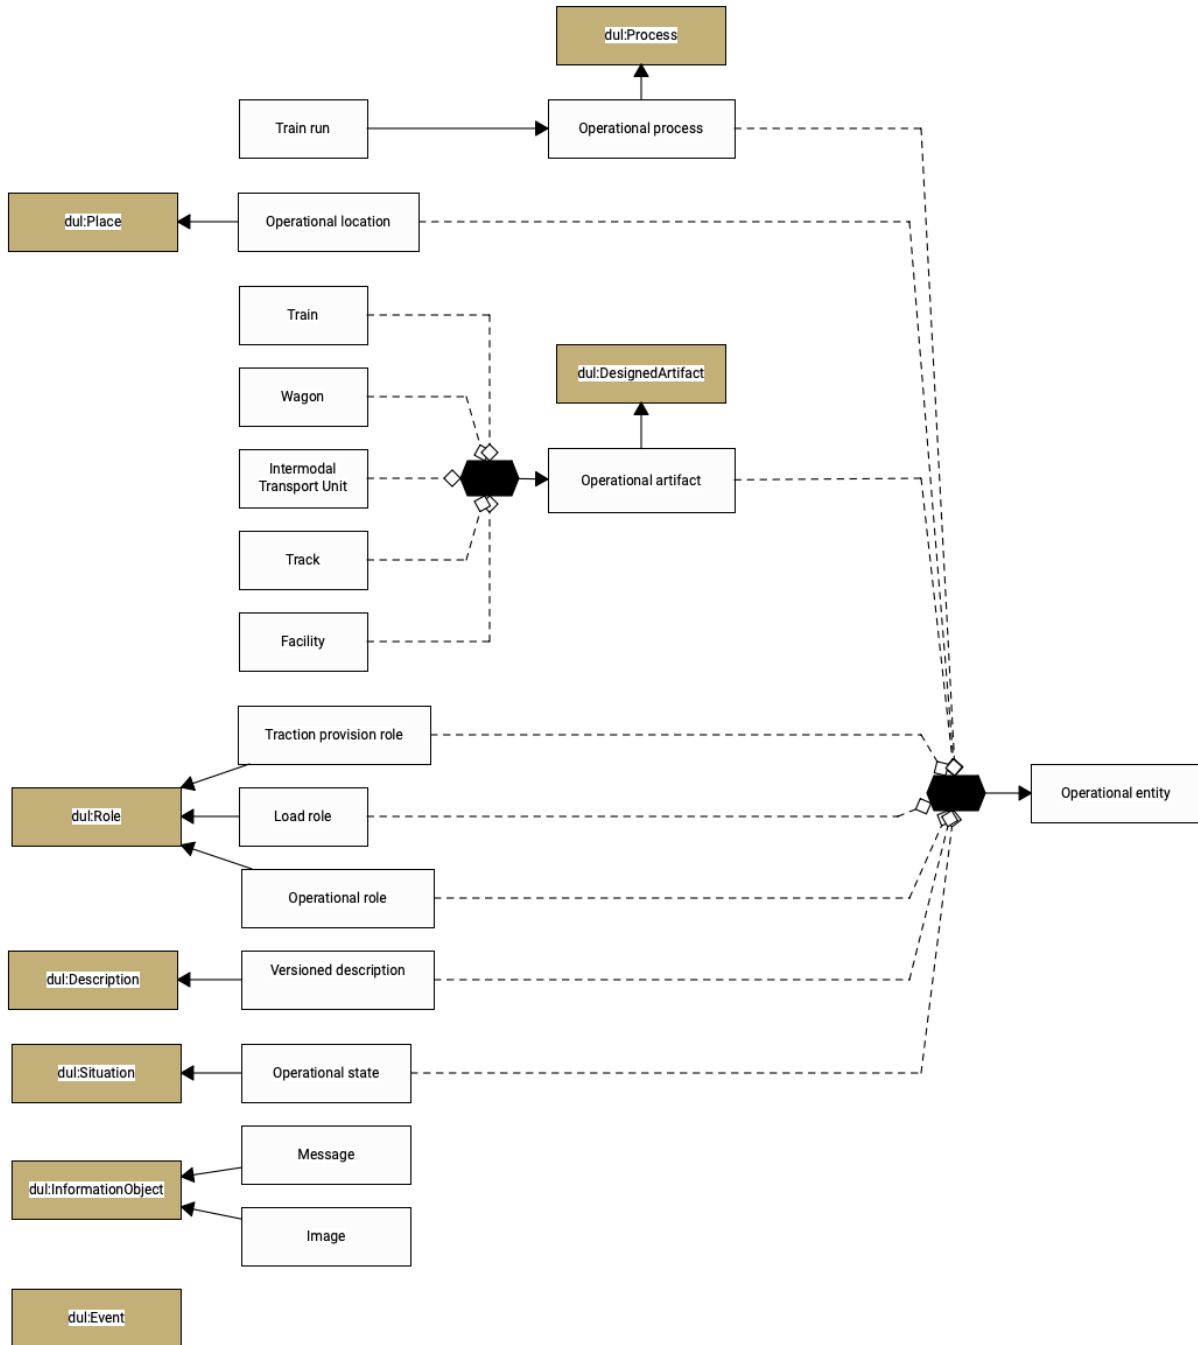 dul:Process
Train run
Operational process
dul:Place
Operational location
Train
dul:DesignedArtifact
Wagon
Intermodal
Transport Unit
Operational artifact
Track
Facility
Traction provision role
Operational entity
dul:Role
Load role
Operational role
dul:Description
Versioned description
dul:Situation
Operational state
Message
dul:InformationObject
Image
dul:Event